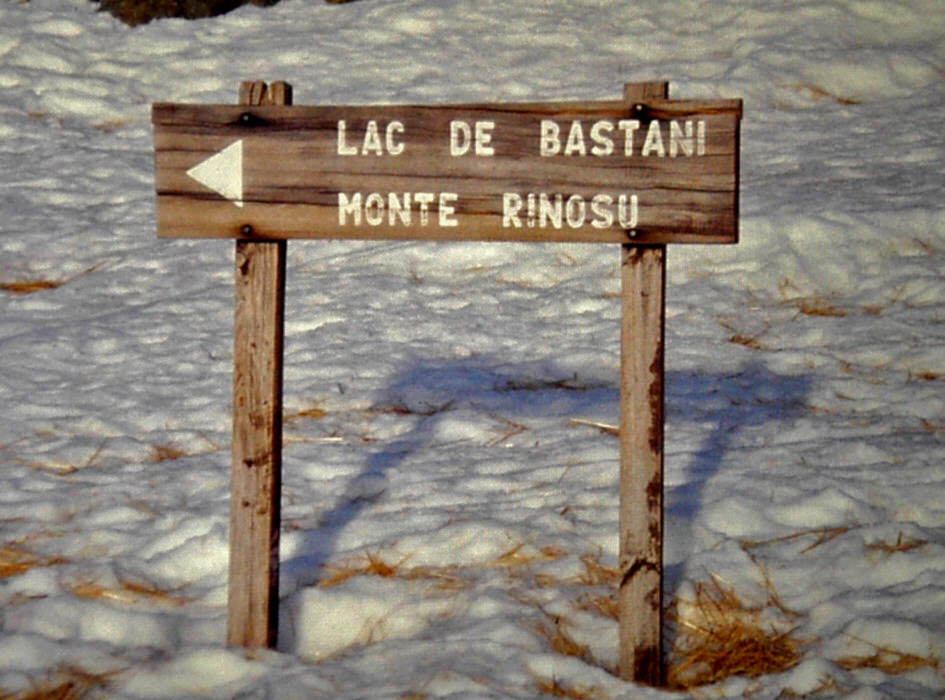 LAC DE BASTANI
MONTE RINOSU